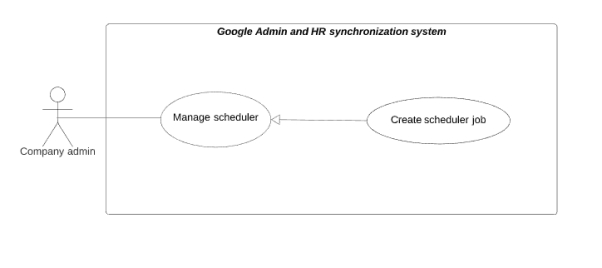 Google Admin and HR synchronization system
Manage scheduler
Create scheduler job
Company admin